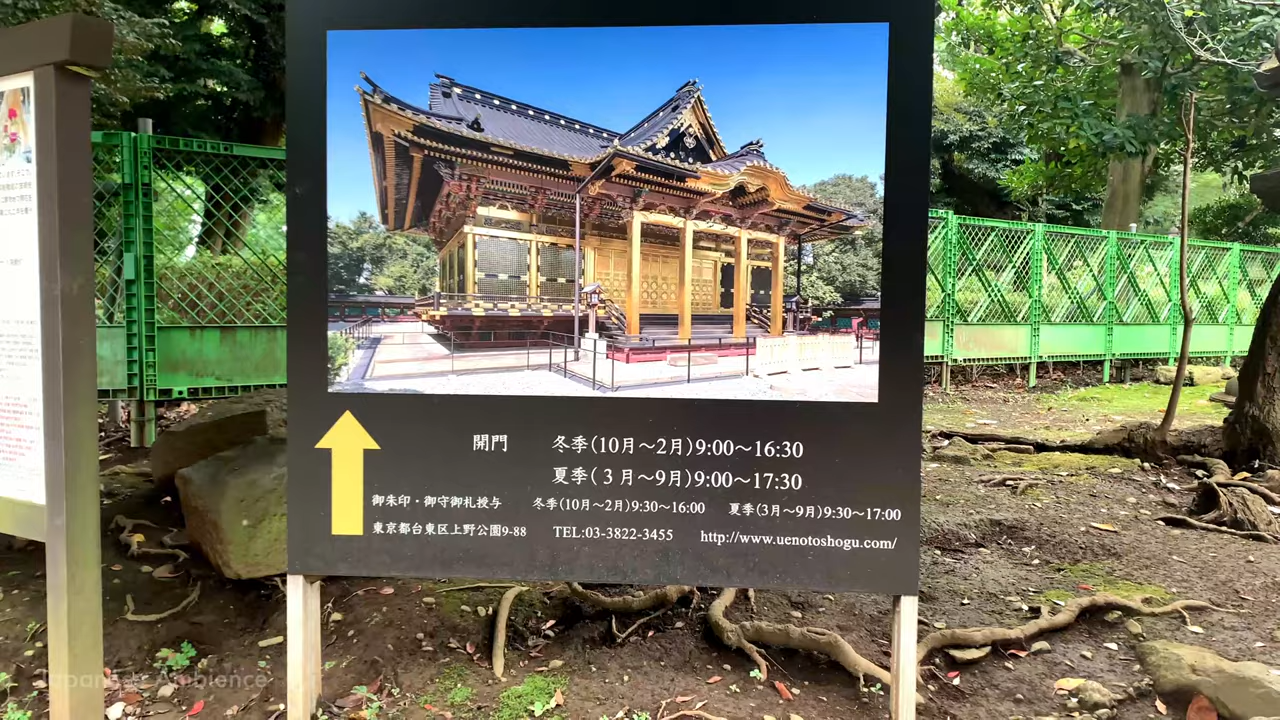 開門 冬季(10月〜2月)9:00〜16:30
夏季(3月〜9月)9:00〜17:30
御朱印・御守御札授与 冬季(10月〜2月)9:30〜16:00 夏季(3月〜9月)9:30〜17:00
東京都台東区上野公園9-88 TEL:03-3822-3455 http://www.uenotoshogu.com/
Japanese Ambience